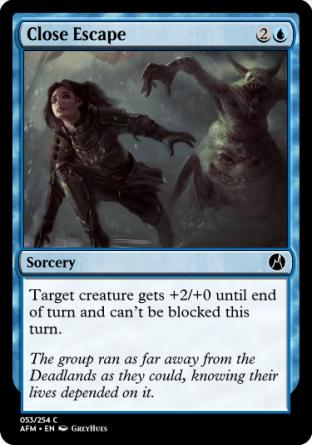 Close Escape 2
Sorcery
Target creature gets +2/+0 until end
of turn and can't be blocked this
turn.
The group ran as far away from the
Deadlands as they could, knowing their
lives depended on it.
053/254 C
AFM • EN GreyHues